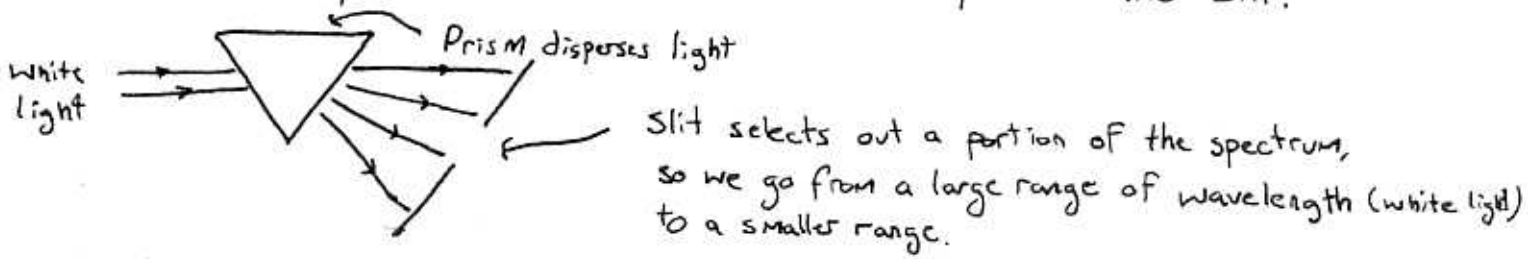 Prism disperses light
white
light
Slit selects out a portion of the spectrum,
so we go from a large range of wavelength (white light)
to a smaller range.